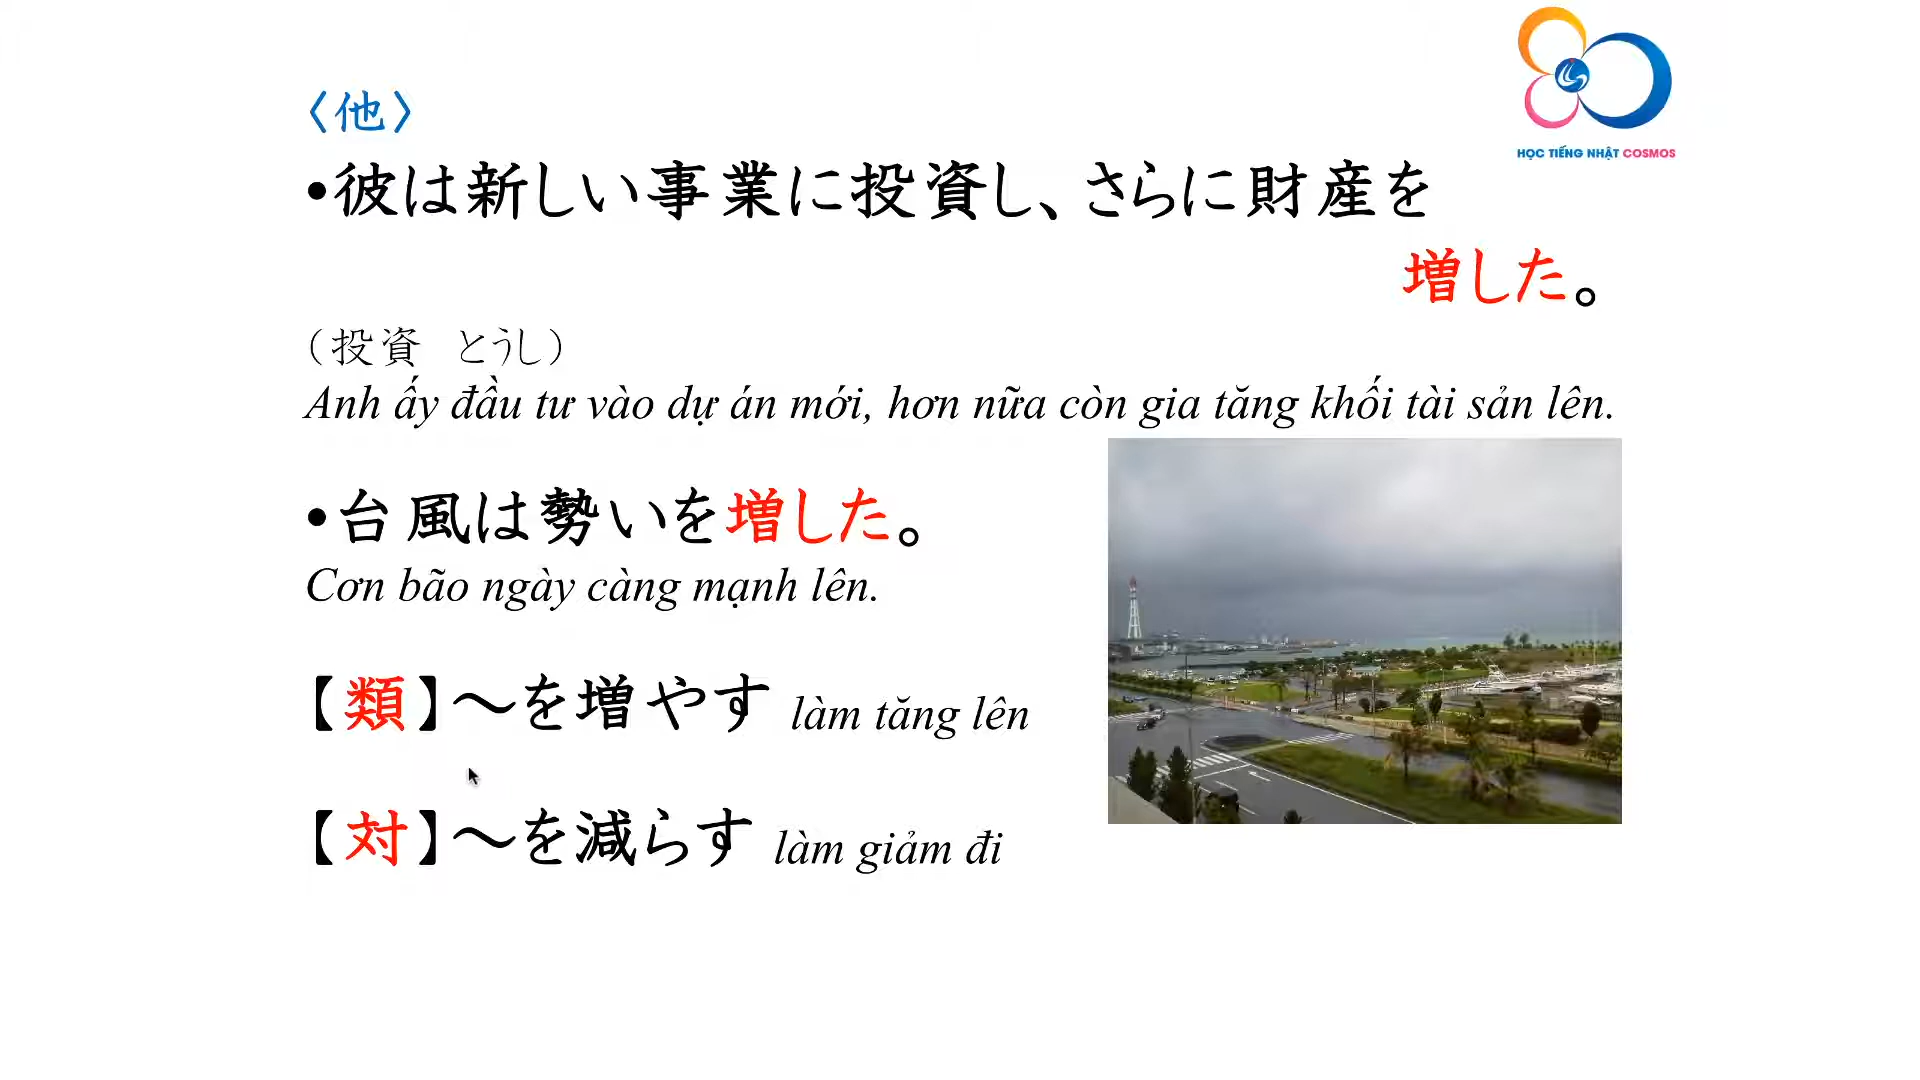 HỌC TIẾNG NHẬT COSMOS
〈他〉
•彼は新しい事業に投資し、さらに財産を
増した。
（投資　とうし）
Anh ấy đầu tư vào dự án mới, hơn nữa còn gia tăng khối tài sản lên.
•台風は勢いを増した。
Cơn bão ngày càng mạnh lên.
【類】～を増やす làm tăng lên
【対】～を減らす làm giảm đi